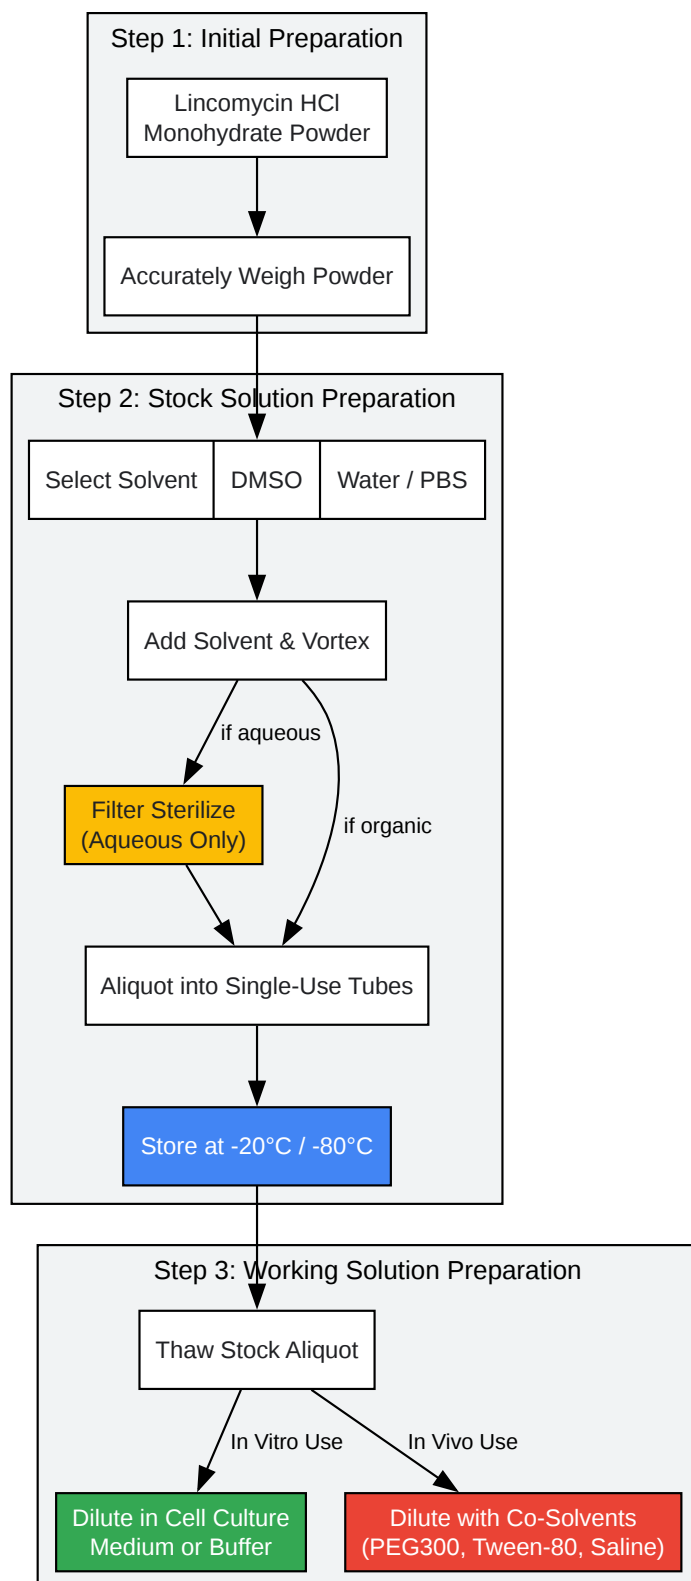 Step 1: Initial Preparation
Lincomycin HCl
Monohydrate Powder
Accurately Weigh Powder
Step 2: Stock Solution Preparation
Select Solvent
DMSO
Water / PBS
Add Solvent & Vortex
if aqueous
Filter Sterilize
(Aqueous Only)
if organic
Aliquot into Single-Use Tubes
Store at -20°C / -80°C
Step 3: Working Solution Preparation
Thaw Stock Aliquot
In Vitro Use
In Vivo Use
Dilute in Cell Culture
Medium or Buffer
Dilute with Co-Solvents
(PEG300, Tween-80, Saline)